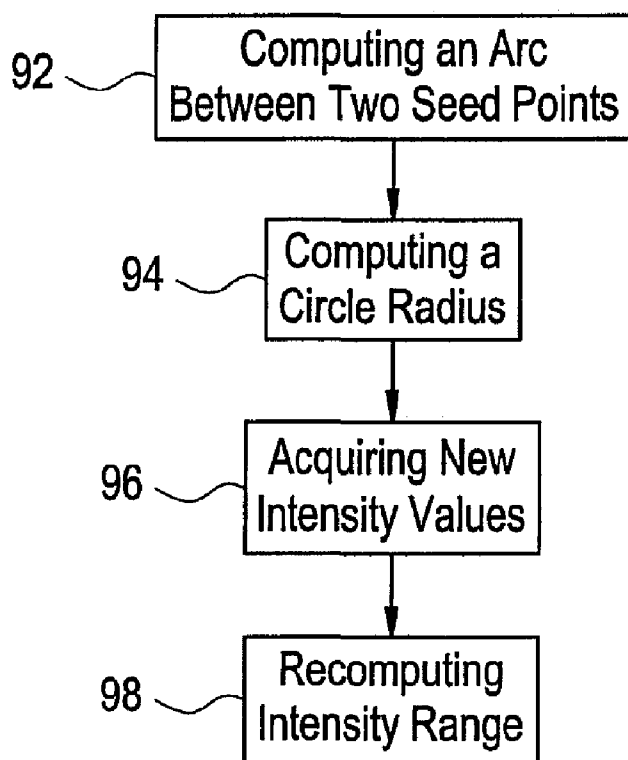 92
Computing an Arc
Between Two Seed Points
94
Computing a
Circle Radius
96
Acquiring New
Intensity Values
98
Recomputing
Intensity Range